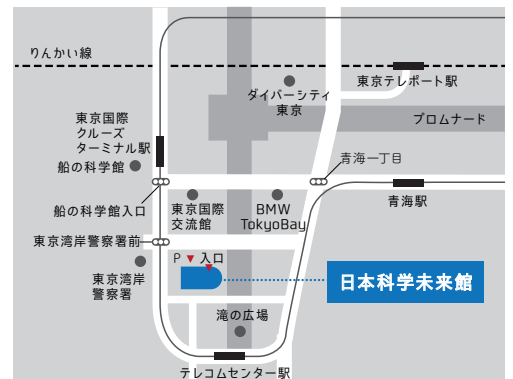 りんかい線
東京テレポート駅
ダイバーシティ
東京
プロムナード
東京国際
クルーズ
ターミナル駅
船の科学館
青海一丁目
船の科学館入口
東京国際
交流館
BMW
TokyoBay
青海駅
東京湾岸警察署前
P ▼ 入口
東京湾岸
警察署
日本科学未来館
滝の広場
テレコムセンター駅